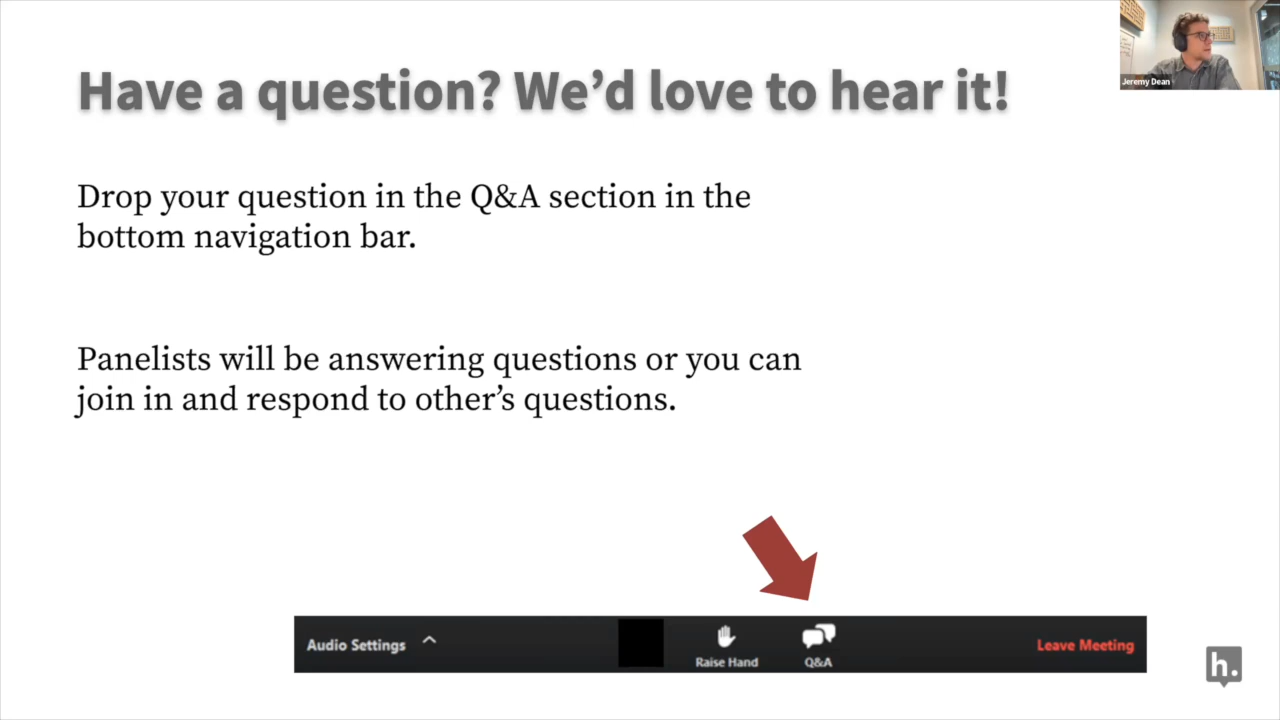 Have a question? We’d love to hear it!
Jeremy Dean
Drop your question in the Q&A section in the
bottom navigation bar.
Panelists will be answering questions or you can
join in and respond to other’s questions.
Audio Settings
Raise Hand
Q&A
Leave Meeting
h.